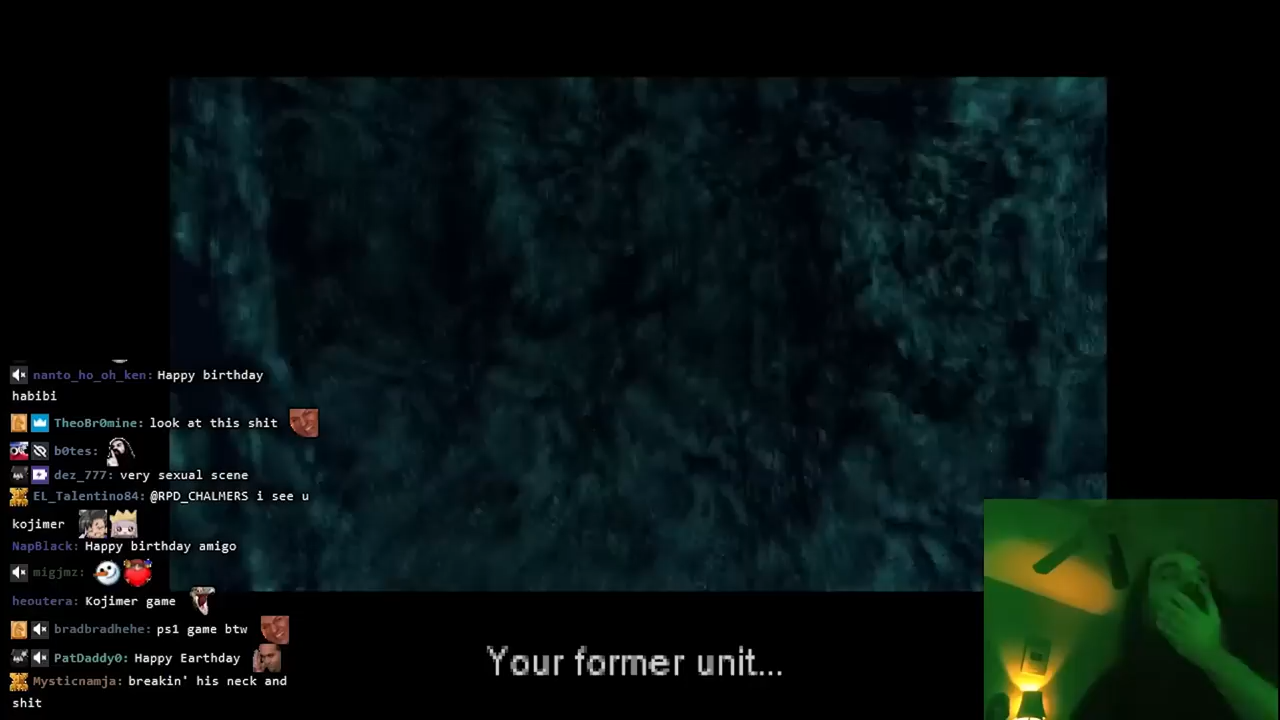 nanto_ho_oh_ken: Happy birthday
habibi
TheoBr0mine: look at this shit
b0tes:
dez_777: very sexual scene
EL_Talentino84: @RPD_CHALMERS i see u
kojimer
NapBlack: Happy birthday amigo
migjmz:
heoutera: Kojimer game
bradbradhehe: ps1 game btw
PatDaddy0: Happy Earthday
Mysticnamja: breakin' his neck and
shit
Your former unit...